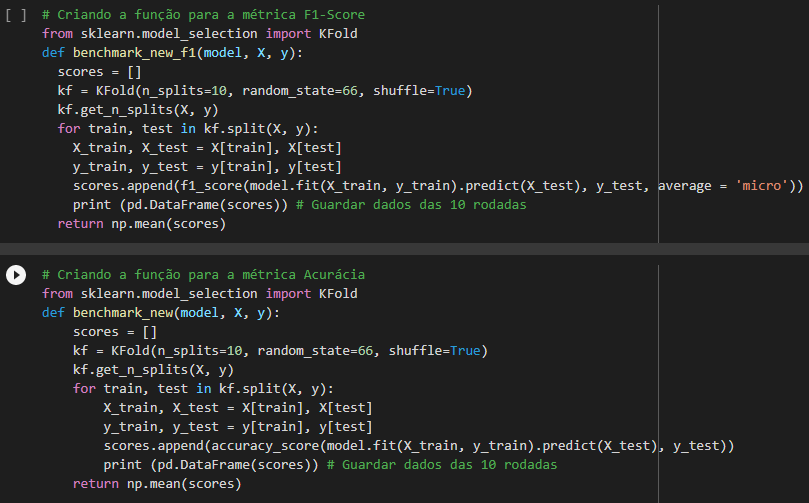 [ ] # Criando a função para a métrica F1-Score
from sklearn.model_selection import KFold
def benchmark_new_f1(model, X, y):
  scores = []
  kf = KFold(n_splits=10, random_state=66, shuffle=True)
  kf.get_n_splits(X, y)
  for train, test in kf.split(X, y):
    X_train, X_test = X[train], X[test]
    y_train, y_test = y[train], y[test]
    scores.append(f1_score(model.fit(X_train, y_train).predict(X_test), y_test, average = 'micro'))
    print (pd.DataFrame(scores)) # Guardar dados das 10 rodadas
  return np.mean(scores)
# Criando a função para a métrica Acurácia
from sklearn.model_selection import KFold
def benchmark_new(model, X, y):
    scores = []
    kf = KFold(n_splits=10, random_state=66, shuffle=True)
    kf.get_n_splits(X, y)
    for train, test in kf.split(X, y):
        X_train, X_test = X[train], X[test]
        y_train, y_test = y[train], y[test]
        scores.append(accuracy_score(model.fit(X_train, y_train).predict(X_test), y_test))
        print (pd.DataFrame(scores)) # Guardar dados das 10 rodadas
    return np.mean(scores)